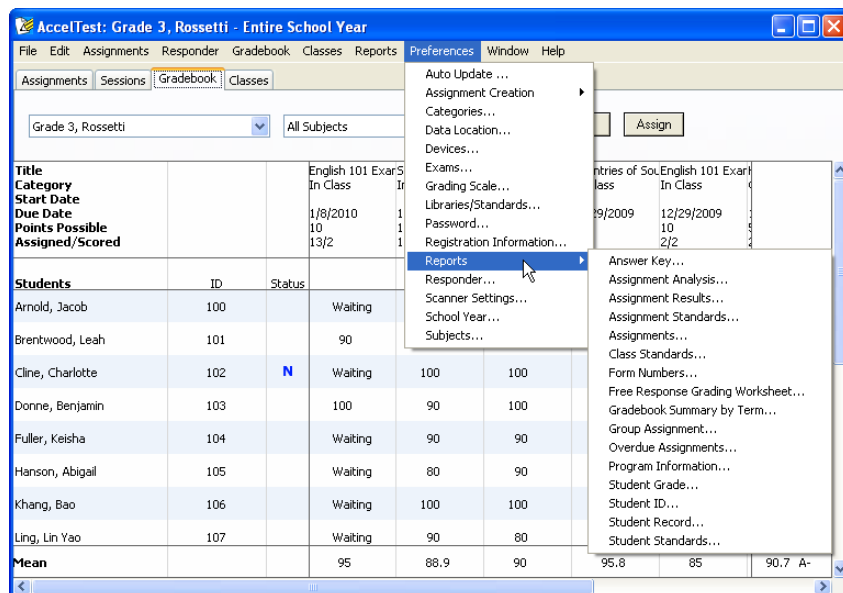 AccelTest: Grade 3, Rossetti - Entire School Year
File Edit Assignments Responder Gradebook Classes Reports Preferences Window Help
Assignments Sessions Gradebook Classes
Grade 3, Rossetti All Subjects Assign
Auto Update ...
Assignment Creation
Categories...
Data Location...
Devices...
Exams...
Grading Scale...
Libraries/Standards...
Password...
Registration Information...
Reports
Responder...
Scanner Settings...
School Year...
Subjects...
Answer Key...
Assignment Analysis...
Assignment Results...
Assignment Standards...
Assignments...
Class Standards...
Form Numbers...
Free Response Grading Worksheet...
Gradebook Summary by Term...
Group Assignment...
Overdue Assignments...
Program Information...
Student Grade...
Student ID...
Student Record...
Student Standards...
Title English 101 Exar S ntries of Sou English 101 Exar
Category In Class lass In Class
Start Date
Due Date 1/8/2010 1 9/2009 12/29/2009
Points Possible 10 1 10
Assigned/Scored 13/2 1 2/2
Students ID Status
Arnold, Jacob 100 Waiting
Brentwood, Leah 101 90
Cline, Charlotte 102 N Waiting 100 100
Donne, Benjamin 103 100 90 100
Fuller, Keisha 104 Waiting 90 90
Hanson, Abigail 105 Waiting 80 90
Khang, Bao 106 Waiting 100 100
Ling, Lin Yao 107 Waiting 90 80
Mean 95 88.9 90 95.8 85 90.7 A-